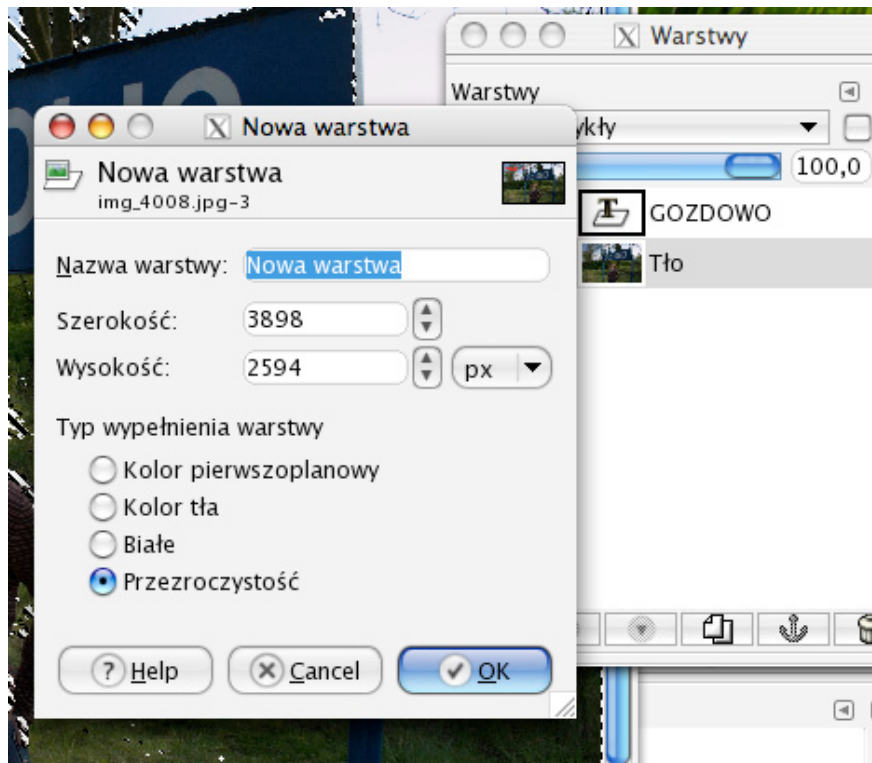 Warstwy
Warstwy
100,0
GOZDOWO
Tło
Nowa warstwa
Nowa warstwa
img_4008.jpg-3
Nazwa warstwy: Nowa warstwa
Szerokość: 3898
Wysokość: 2594 px
Typ wypełnienia warstwy
Kolor pierwszoplanowy
Kolor tła
Białe
Przezroczystość
Help Cancel OK